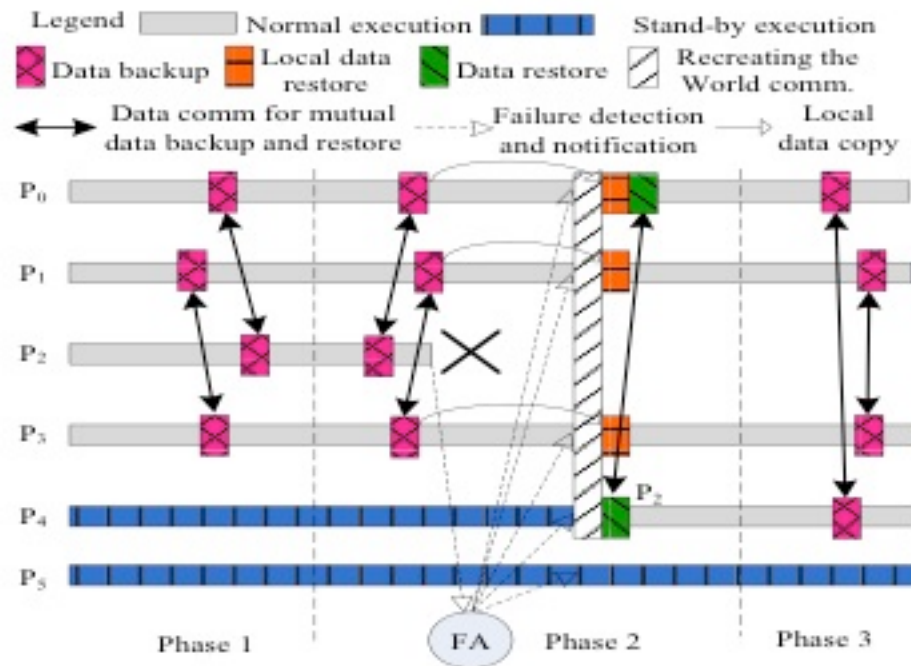 Legend Normal execution Stand-by execution
Data backup Local data restore Data restore Recreating the World comm.
Data comm for mutual data backup and restore Failure detection and notification Local data copy
P₀
P₁
P₂
P₃
P₂
P₄
P₅
Phase 1 FA Phase 2 Phase 3